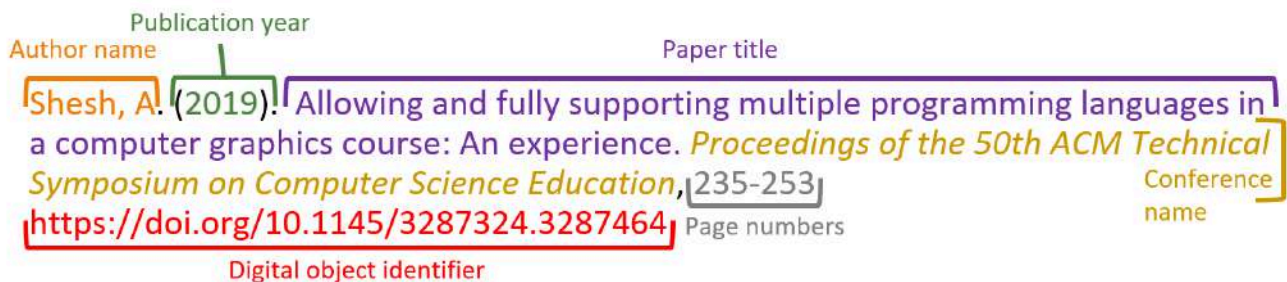 Publication year
Author name
Paper title
Shesh, A. (2019). Allowing and fully supporting multiple programming languages in
a computer graphics course: An experience. Proceedings of the 50th ACM Technical
Symposium on Computer Science Education, 235-253
Conference
name
https://doi.org/10.1145/3287324.3287464
Page numbers
Digital object identifier